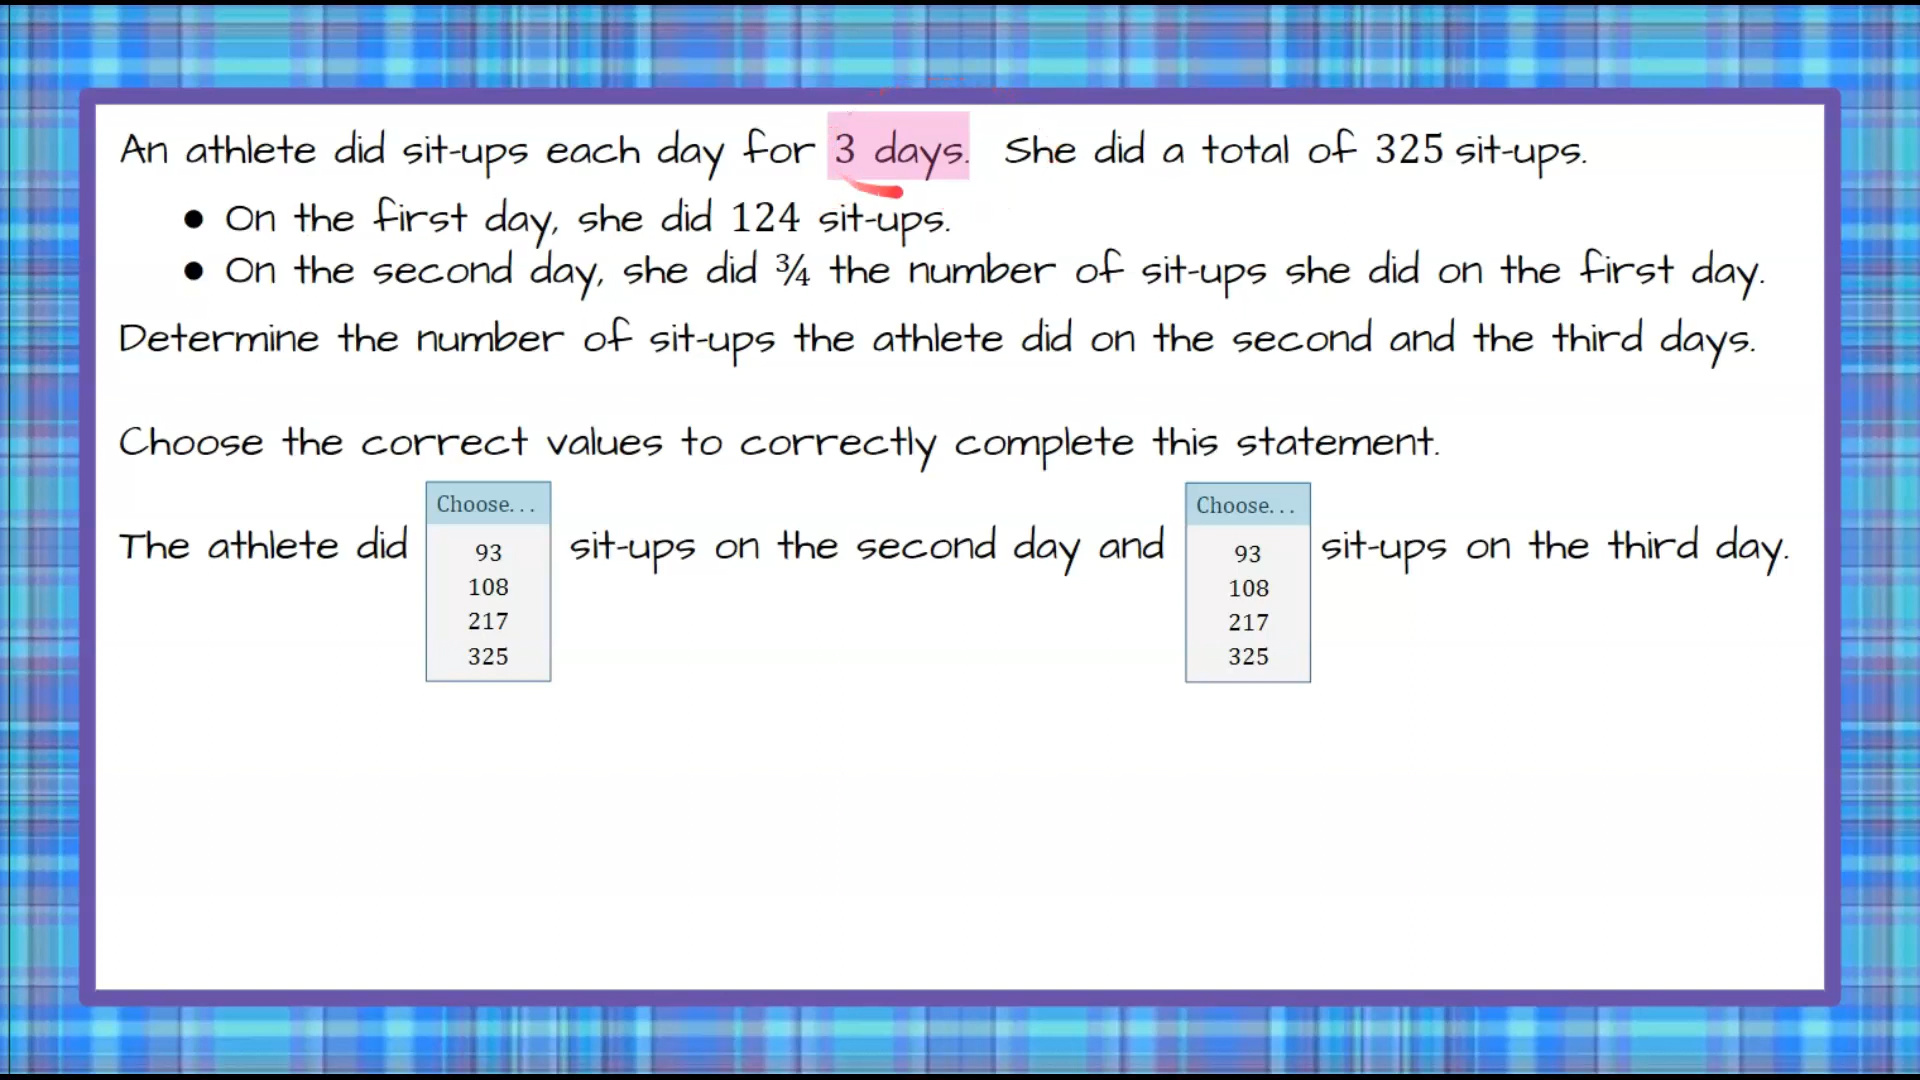 An athlete did sit-ups each day for 3 days. She did a total of 325 sit-ups.
● On the first day, she did 124 sit-ups.
● On the second day, she did ¾ the number of sit-ups she did on the first day.
Determine the number of sit-ups the athlete did on the second and the third days.
Choose the correct values to correctly complete this statement.
The athlete did
Choose...
93
108
217
325
sit-ups on the second day and
Choose...
93
108
217
325
sit-ups on the third day.